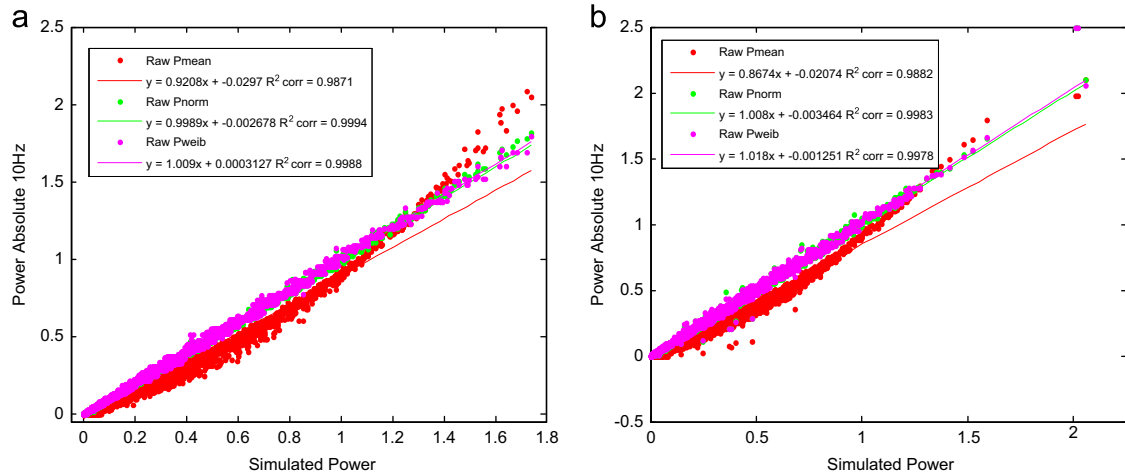 a
Raw Pmean
y = 0.9208x + -0.0297 R² corr = 0.9871
Raw Pnorm
y = 0.9989x + -0.002678 R² corr = 0.9994
Raw Pweib
y = 1.009x + 0.0003127 R² corr = 0.9988
2.5
2
1.5
1
0.5
0
Power Absolute 10Hz
0 0.2 0.4 0.6 0.8 1 1.2 1.4 1.6 1.8
Simulated Power
b
Raw Pmean
y = 0.8674x + -0.02074 R² corr = 0.9882
Raw Pnorm
y = 1.008x + -0.003464 R² corr = 0.9983
Raw Pweib
y = 1.018x + -0.001251 R² corr = 0.9978
2.5
2
1.5
1
0.5
0
-0.5
Power Absolute 10Hz
0 0.5 1 1.5 2
Simulated Power